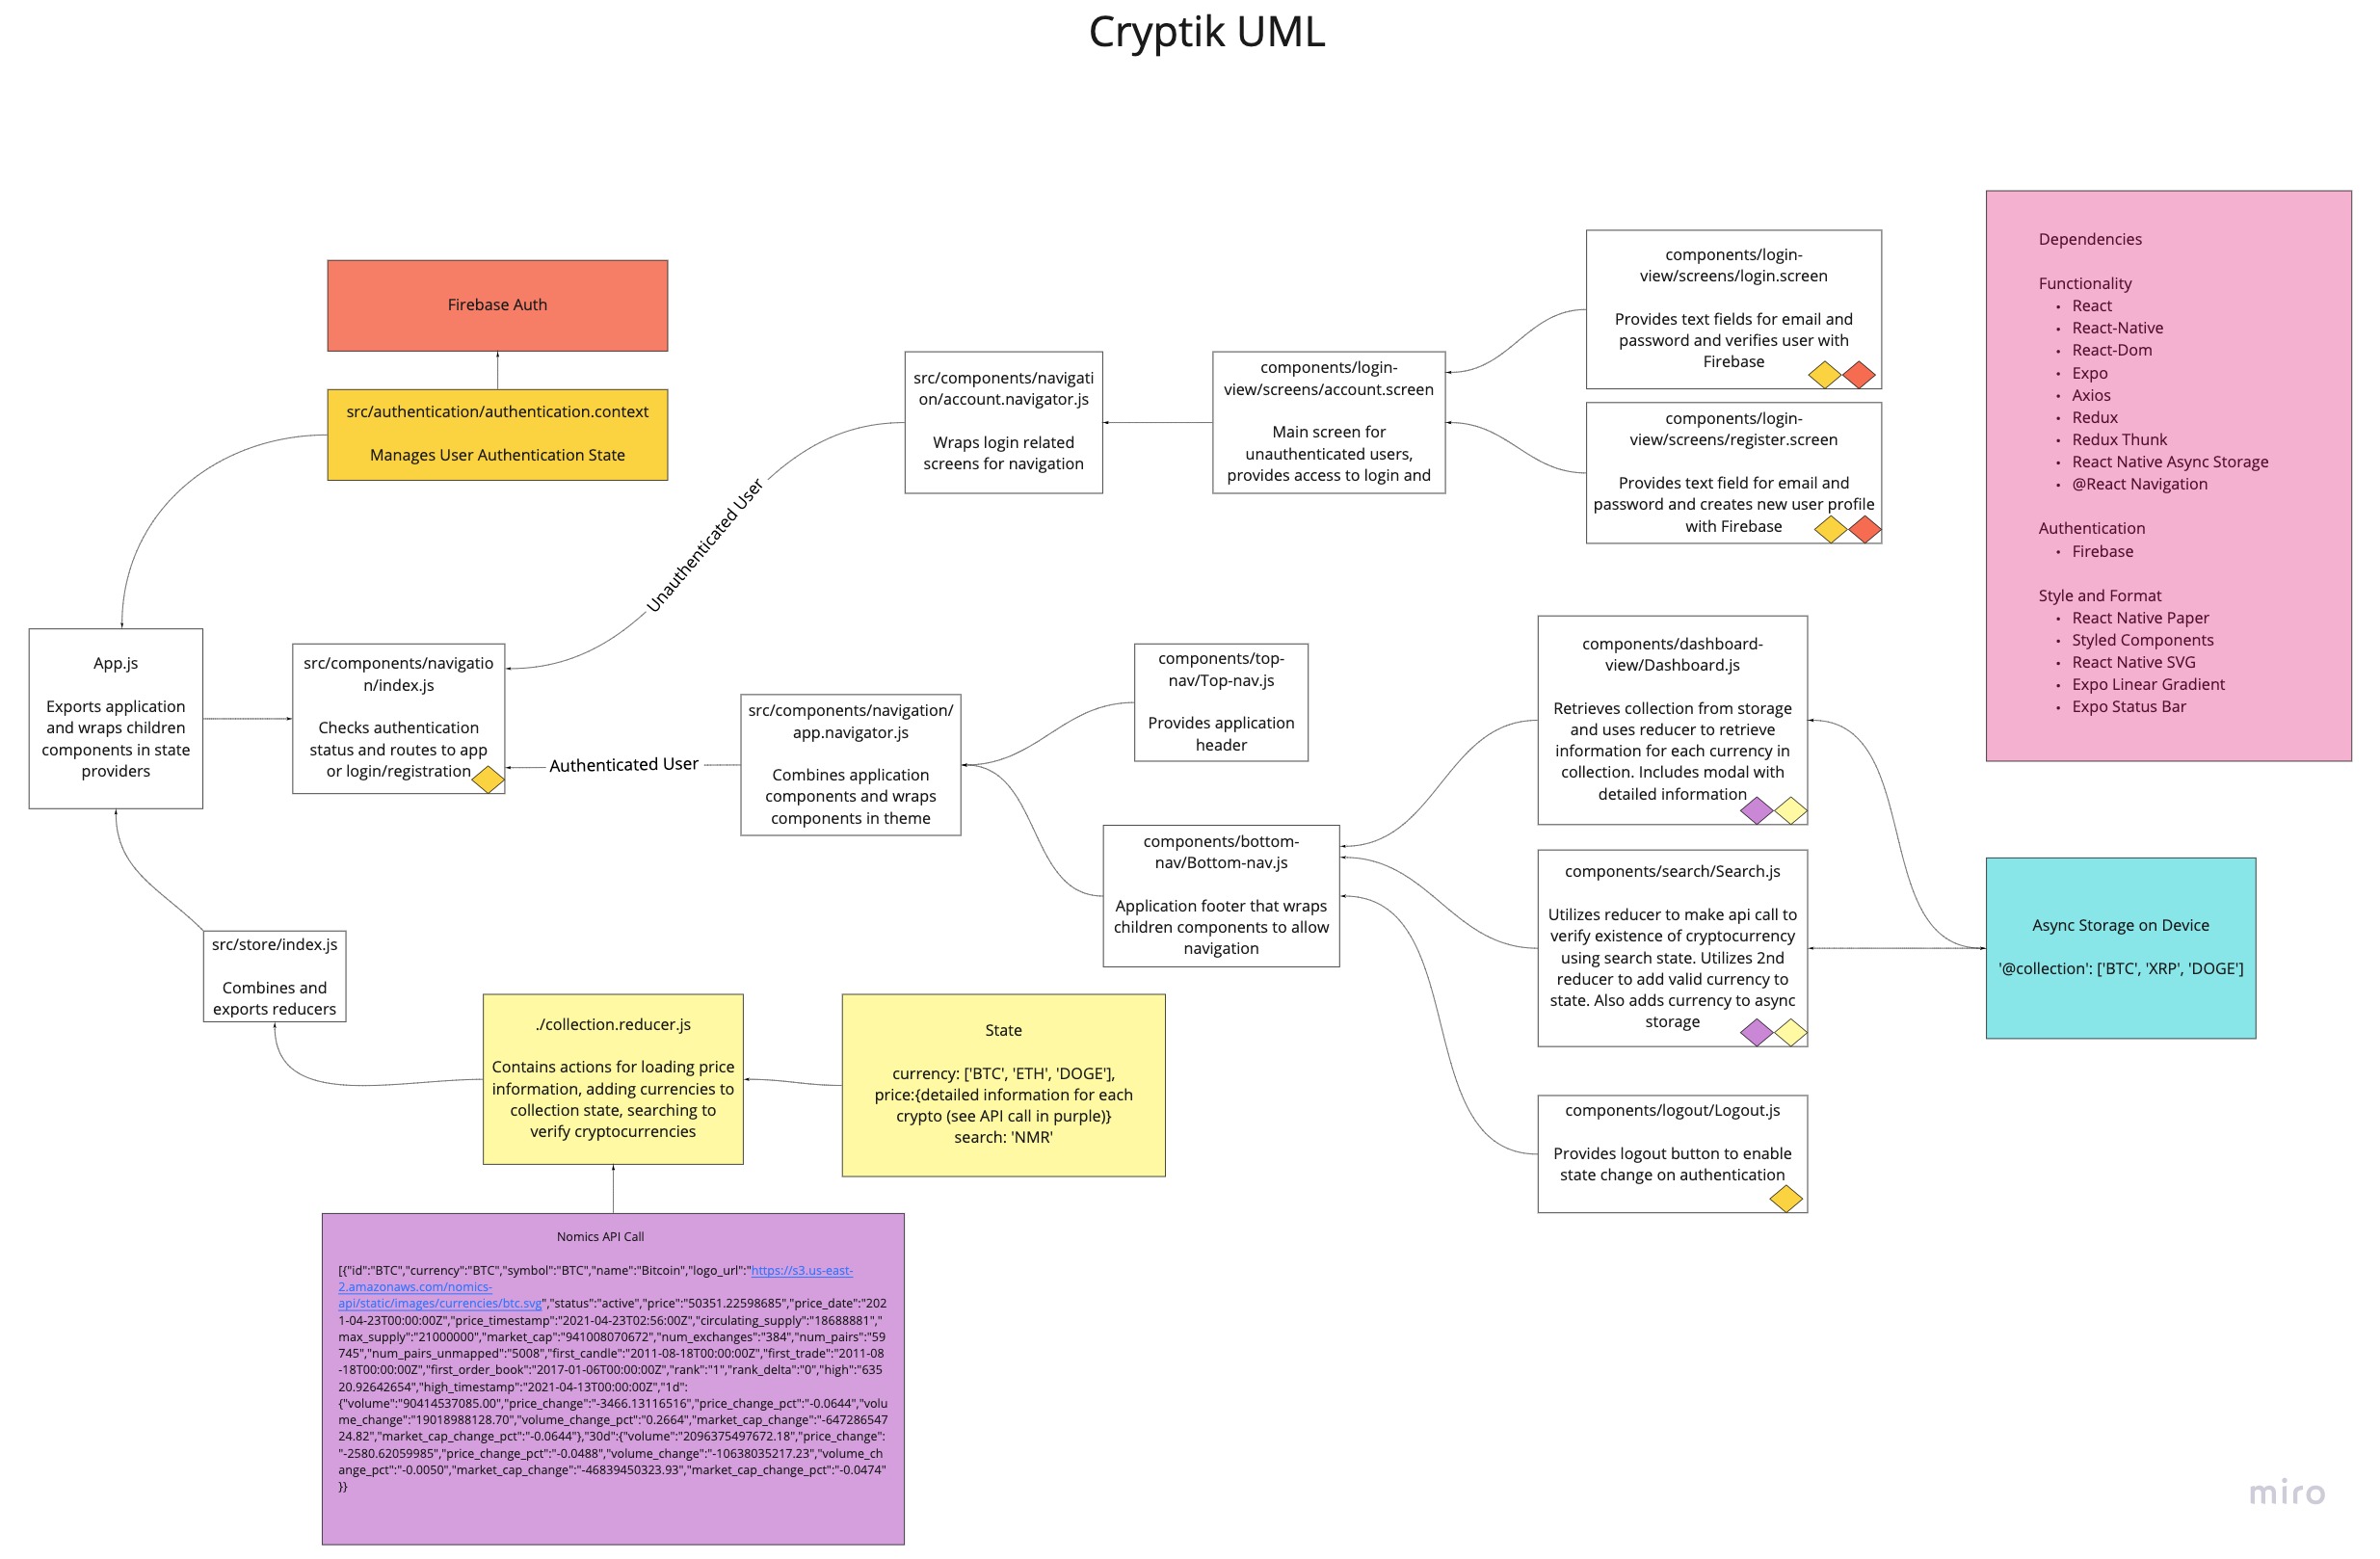 Cryptik UML
Firebase Auth
src/authentication/authentication.context
Manages User Authentication State
App.js
Exports application
and wraps children
components in state
providers
src/components/navigatio
n/index.js
Checks authentication
status and routes to app
or login/registration
Unauthenticated User
Authenticated User
src/components/navigati
on/account.navigator.js
Wraps login related
screens for navigation
components/login-
view/screens/account.screen
Main screen for
unauthenticated users,
provides access to login and
components/login-
view/screens/login.screen
Provides text fields for email and
password and verifies user with
Firebase
components/login-
view/screens/register.screen
Provides text field for email and
password and creates new user profile
with Firebase
src/components/navigation/
app.navigator.js
Combines application
components and wraps
components in theme
components/top-
nav/Top-nav.js
Provides application
header
components/bottom-
nav/Bottom-nav.js
Application footer that wraps
children components to allow
navigation
components/dashboard-
view/Dashboard.js
Retrieves collection from storage
and uses reducer to retrieve
information for each currency in
collection. Includes modal with
detailed information
components/search/Search.js
Utilizes reducer to make api call to
verify existence of cryptocurrency
using search state. Utilizes 2nd
reducer to add valid currency to
state. Also adds currency to async
storage
components/logout/Logout.js
Provides logout button to enable
state change on authentication
Async Storage on Device
'@collection': ['BTC', 'XRP', 'DOGE']
Dependencies
Functionality
• React
• React-Native
• React-Dom
• Expo
• Axios
• Redux
• Redux Thunk
• React Native Async Storage
• @React Navigation
Authentication
• Firebase
Style and Format
• React Native Paper
• Styled Components
• React Native SVG
• Expo Linear Gradient
• Expo Status Bar
src/store/index.js
Combines and
exports reducers
./collection.reducer.js
Contains actions for loading price
information, adding currencies to
collection state, searching to
verify cryptocurrencies
State
currency: ['BTC', 'ETH', 'DOGE'],
price:{detailed information for each
crypto (see API call in purple)}
search: 'NMR'
Nomics API Call
[{"id":"BTC","currency":"BTC","symbol":"BTC","name":"Bitcoin","logo_url":"https://s3.us-east-
2.amazonaws.com/nomics-
api/static/images/currencies/btc.svg","status":"active","price":"50351.22598685","price_date":"202
1-04-23T00:00:00Z","price_timestamp":"2021-04-23T02:56:00Z","circulating_supply":"18688881","
max_supply":"21000000","market_cap":"941008070672","num_exchanges":"384","num_pairs":"59
745","num_pairs_unmapped":"5008","first_candle":"2011-08-18T00:00:00Z","first_trade":"2011-08
-18T00:00:00Z","first_order_book":"2017-01-06T00:00:00Z","rank":"1","rank_delta":"0","high":"635
20.92642654","high_timestamp":"2021-04-13T00:00:00Z","1d":
{"volume":"90414537085.00","price_change":"-3466.13116516","price_change_pct":"-0.0644","volu
me_change":"19018988128.70","volume_change_pct":"0.2664","market_cap_change":"-647286547
24.82","market_cap_change_pct":"-0.0644"},"30d":{"volume":"2096375497672.18","price_change":
"-2580.62059985","price_change_pct":"-0.0488","volume_change":"-10638035217.23","volume_ch
ange_pct":"-0.0050","market_cap_change":"-46839450323.93","market_cap_change_pct":"-0.0474"
}}
miro